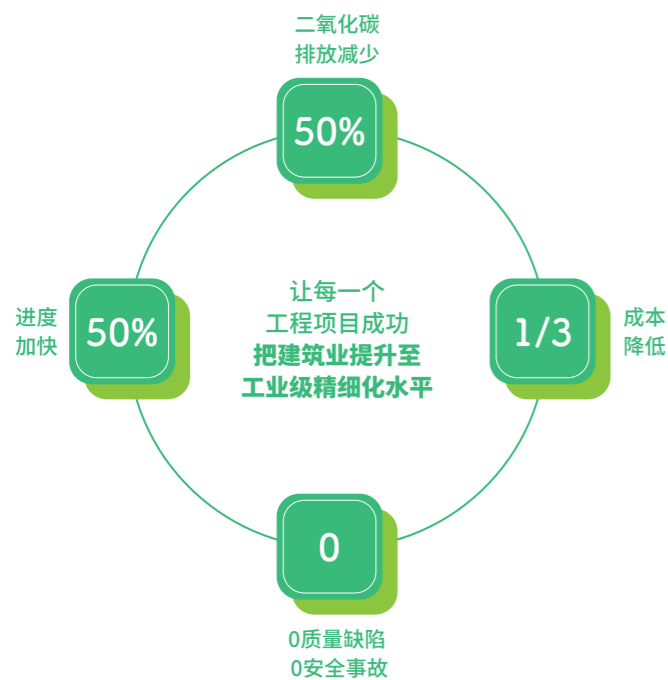 二氧化碳
排放减少
50%
进度
加快
50%
让每一个
工程项目成功
把建筑业提升至
工业级精细化水平
1/3
成本
降低
0
0质量缺陷
0安全事故